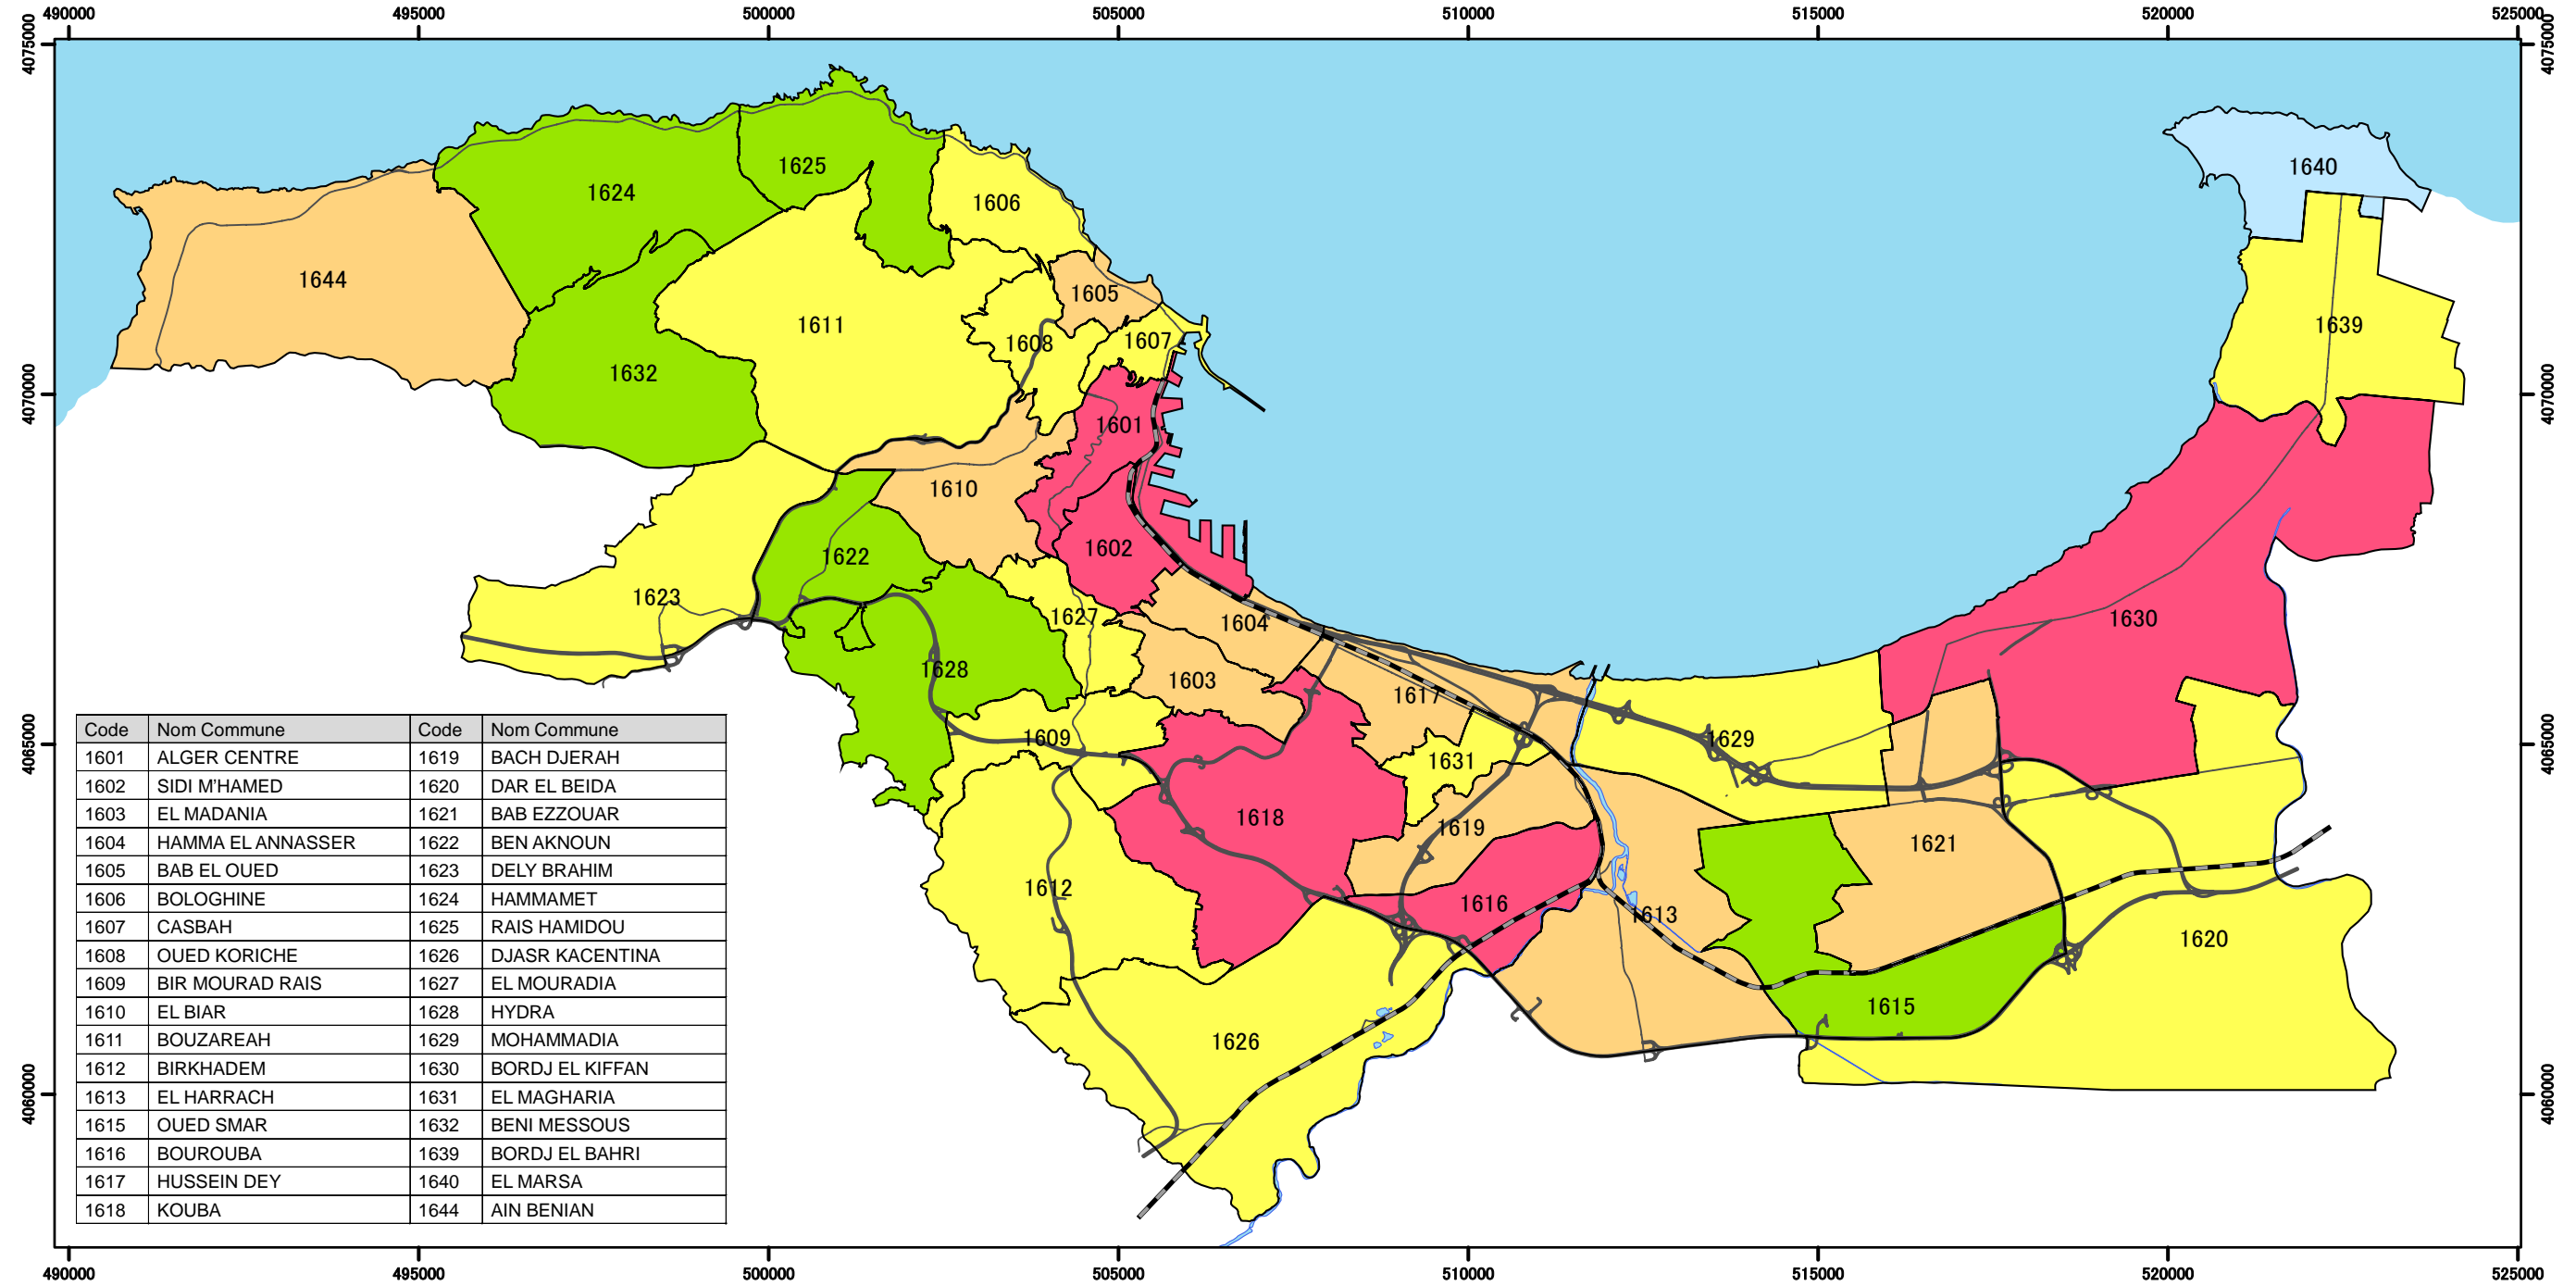 490000 495000 500000 505000 510000 515000 520000 525000
4075000 4075000
1640
1625
1624
1606
1644
1605
1611
1639
1607
1608
1632
4070000 4070000
1601
1610
1602
1622
1623
1627
1630
1604
1628
1603
1617
1609
1629
1631
4065000 4065000
1618
1619
1621
1612
1616
1613
1620
1615
1626
4060000 4060000
Code Nom Commune Code Nom Commune
1601 ALGER CENTRE 1619 BACH DJERAH
1602 SIDI M'HAMED 1620 DAR EL BEIDA
1603 EL MADANIA 1621 BAB EZZOUAR
1604 HAMMA EL ANNASSER 1622 BEN AKNOUN
1605 BAB EL OUED 1623 DELY BRAHIM
1606 BOLOGHINE 1624 HAMMAMET
1607 CASBAH 1625 RAIS HAMIDOU
1608 OUED KORICHE 1626 DJASR KACENTINA
1609 BIR MOURAD RAIS 1627 EL MOURADIA
1610 EL BIAR 1628 HYDRA
1611 BOUZAREAH 1629 MOHAMMADIA
1612 BIRKHADEM 1630 BORDJ EL KIFFAN
1613 EL HARRACH 1631 EL MAGHARIA
1615 OUED SMAR 1632 BENI MESSOUS
1616 BOUROUBA 1639 BORDJ EL BAHRI
1617 HUSSEIN DEY 1640 EL MARSA
1618 KOUBA 1644 AIN BENIAN
490000 495000 500000 505000 510000 515000 520000 525000